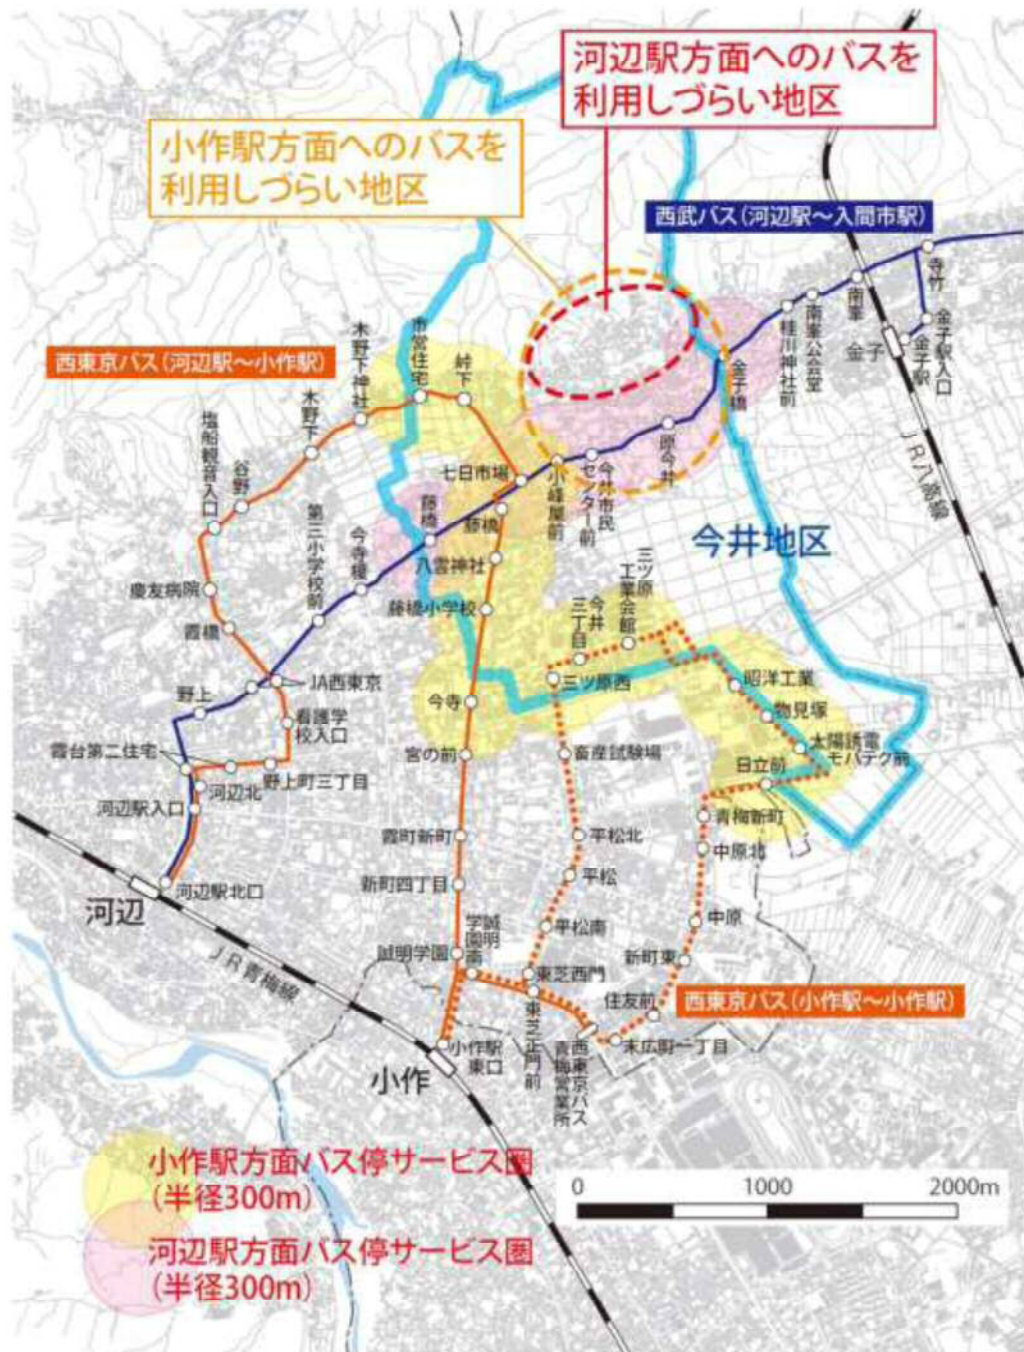 河辺駅方面へのバスを
利用しづらい地区
小作駅方面へのバスを
利用しづらい地区
西武バス(河辺駅～入間市駅)
寺竹
南峯
金子駅入口
金子駅
金子
南峯公会堂
桂川神社前
金子橋
JR八高線
西東京バス(河辺駅～小作駅)
市営住宅
木野下神社
峠下
木野下
塩船観音入口
谷野
七日市場
原今井
今井市民
センター前
小峰屋前
第三小学校前
今寺榎
藤橋
藤橋
今井地区
八雲神社
三ツ原
工業会館
慶友病院
藤橋小学校
今井
三丁目
霞橋
三ツ原西
昭洋工業
JA西東京
野上
今寺
物見塚
看護学
校入口
太陽誘電
モバテク前
霞台第二住宅
宮の前
畜産試験場
日立前
野上町三丁目
河辺北
河辺駅入口
青梅新町
霞町新町
平松北
中原北
新町四丁目
平松
河辺駅北口
河辺
中原
平松南
誠明学園
誠明
学園
南
新町東
JR青梅線
東芝西門
住友前
西東京バス(小作駅～小作駅)
東芝正門前
西東京バス
青梅営業所
末広町一丁目
小作駅
東口
小作
小作駅方面バス停サービス圏
(半径300m)
0 1000 2000m
河辺駅方面バス停サービス圏
(半径300m)